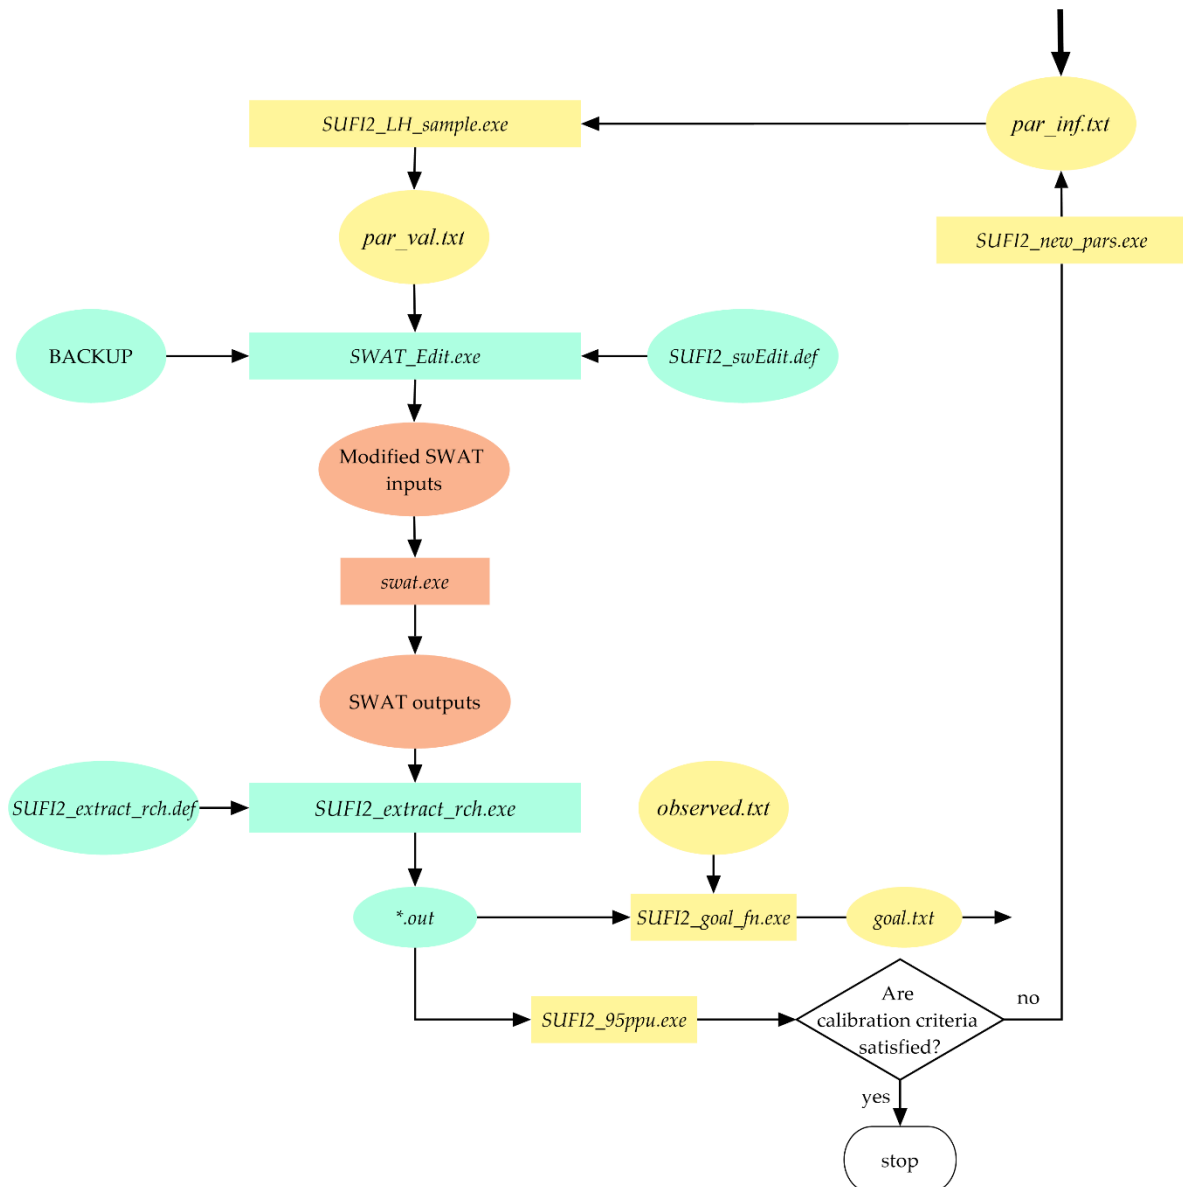 SUFI2_LH_sample.exe
par_inf.txt
par_val.txt
SUFI2_new_pars.exe
BACKUP
SWAT_Edit.exe
SUFI2_swEdit.def
Modified SWAT
inputs
swat.exe
SWAT outputs
SUFI2_extract_rch.def
SUFI2_extract_rch.exe
observed.txt
*.out
SUFI2_goal_fn.exe
goal.txt
SUFI2_95ppu.exe
Are
calibration criteria
satisfied?
no
yes
stop